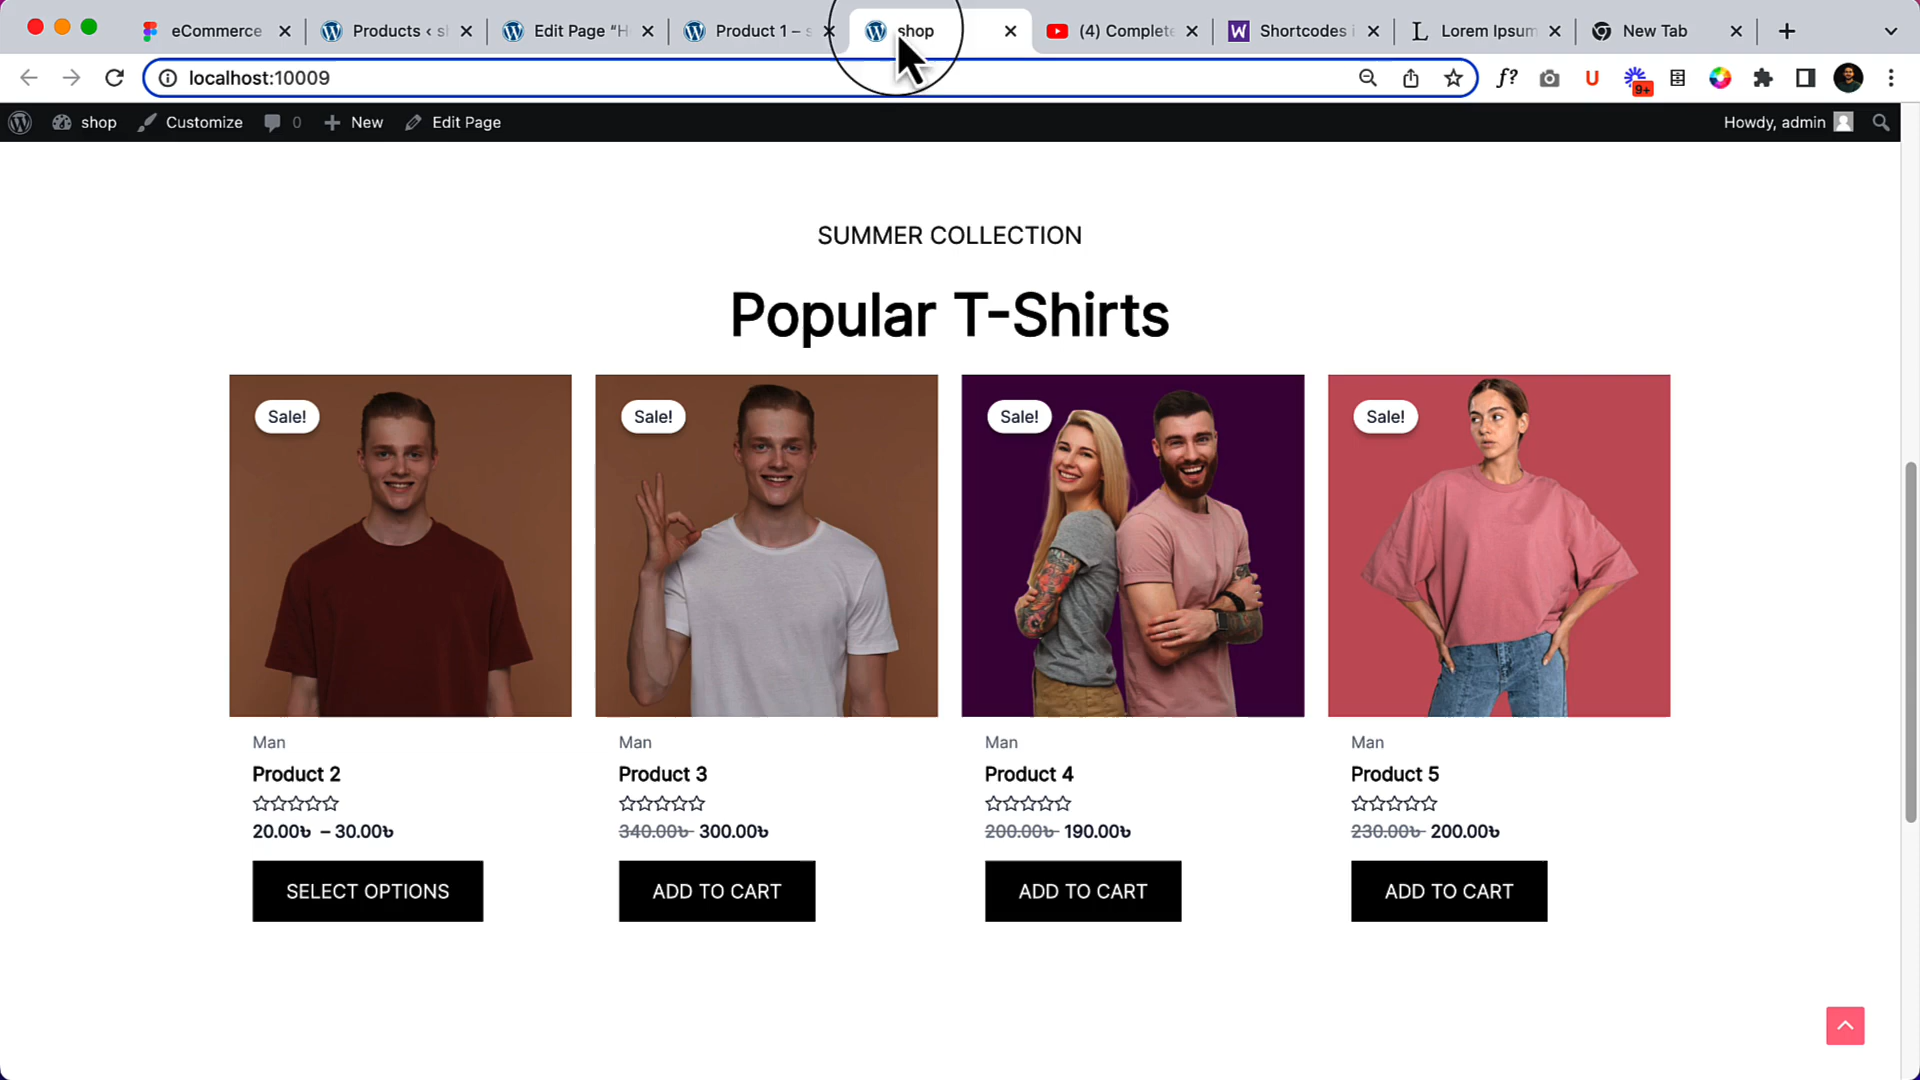 eCommerce
Products ‹ sl
Edit Page “H
Product 1 – s
shop
(4) Complete
Shortcodes i
Lorem Ipsum
New Tab
localhost:10009
9+
shop
Customize
0
New
Edit Page
Howdy, admin
SUMMER COLLECTION
Popular T-Shirts
Sale!
Sale!
Sale!
Sale!
Man
Product 2
20.00৳ – 30.00৳
SELECT OPTIONS
Man
Product 3
340.00৳ 300.00৳
ADD TO CART
Man
Product 4
200.00৳ 190.00৳
ADD TO CART
Man
Product 5
230.00৳ 200.00৳
ADD TO CART